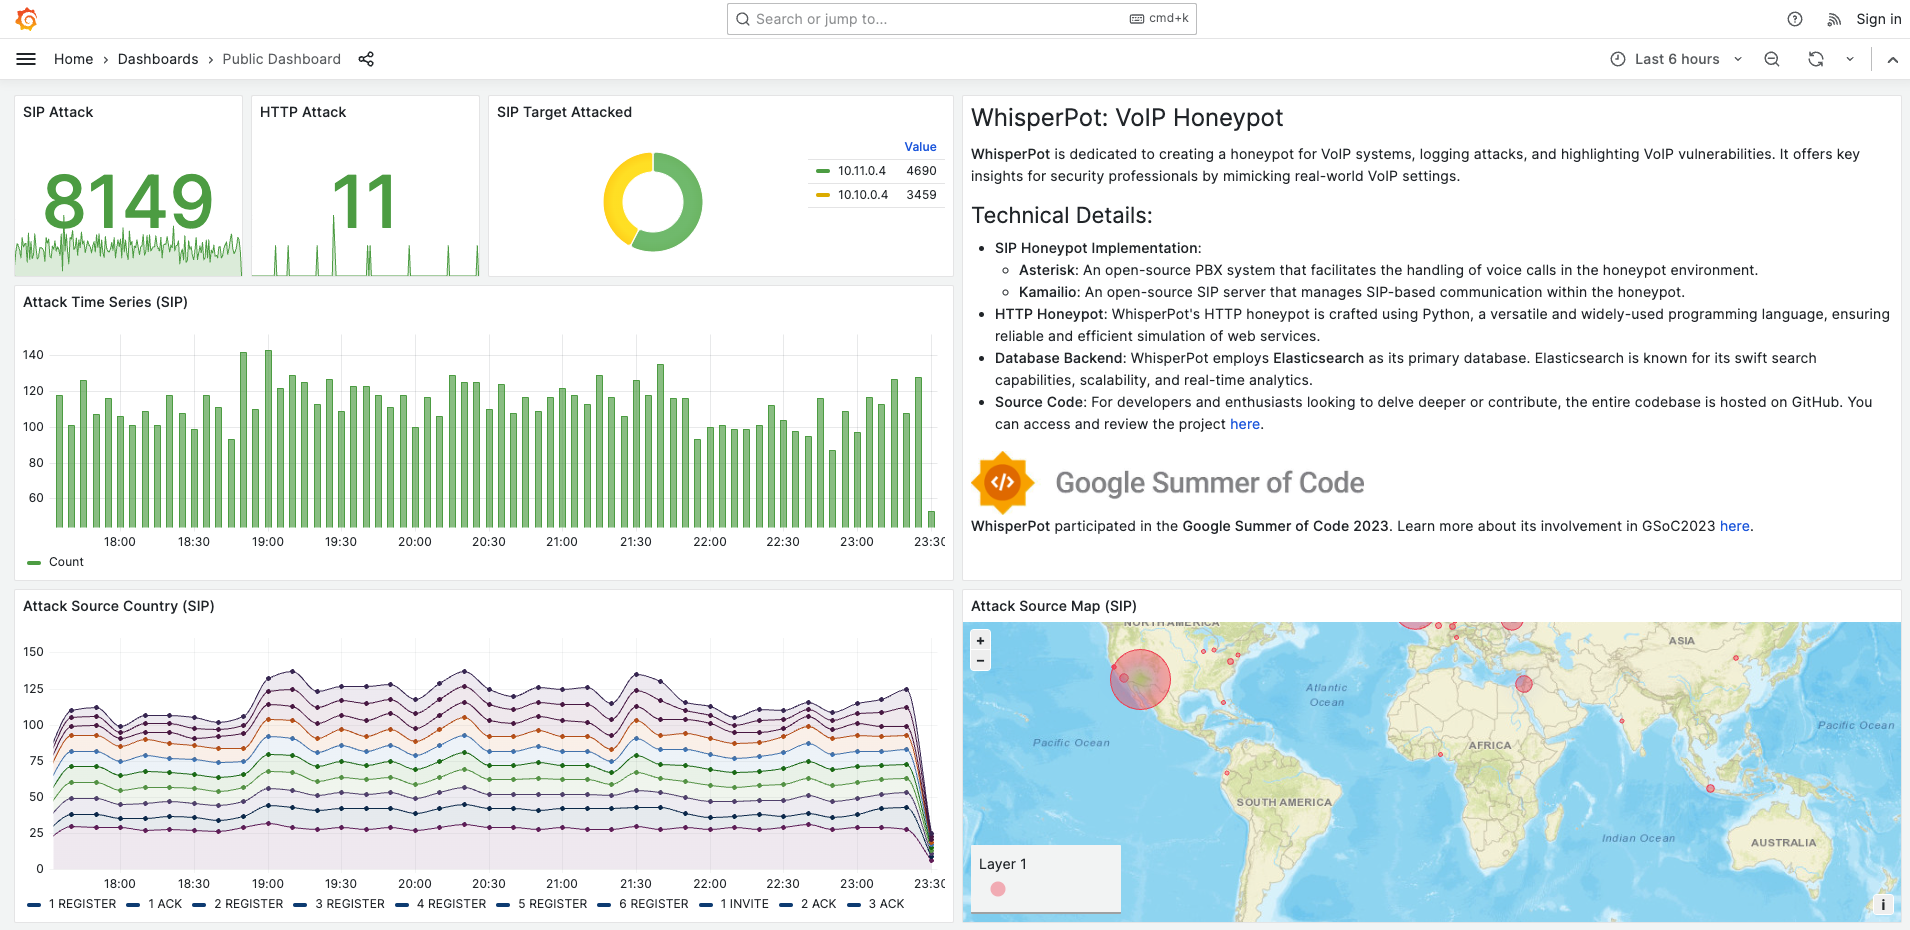 Search or jump to...
cmd+k
Sign in
Home
Dashboards
Public Dashboard
Last 6 hours
SIP Attack
8149
HTTP Attack
11
SIP Target Attacked
Value
10.11.0.4 4690
10.10.0.4 3459
WhisperPot: VoIP Honeypot
WhisperPot is dedicated to creating a honeypot for VoIP systems, logging attacks, and highlighting VoIP vulnerabilities. It offers key
insights for security professionals by mimicking real-world VoIP settings.
Technical Details:
SIP Honeypot Implementation:
Asterisk: An open-source PBX system that facilitates the handling of voice calls in the honeypot environment.
Kamailio: An open-source SIP server that manages SIP-based communication within the honeypot.
HTTP Honeypot: WhisperPot's HTTP honeypot is crafted using Python, a versatile and widely-used programming language, ensuring
reliable and efficient simulation of web services.
Database Backend: WhisperPot employs Elasticsearch as its primary database. Elasticsearch is known for its swift search
capabilities, scalability, and real-time analytics.
Source Code: For developers and enthusiasts looking to delve deeper or contribute, the entire codebase is hosted on GitHub. You
can access and review the project here.
</>
Google Summer of Code
WhisperPot participated in the Google Summer of Code 2023. Learn more about its involvement in GSoC2023 here.
Attack Time Series (SIP)
140
120
100
80
60
18:00 18:30 19:00 19:30 20:00 20:30 21:00 21:30 22:00 22:30 23:00 23:30
Count
Attack Source Country (SIP)
150
125
100
75
50
25
0
18:00 18:30 19:00 19:30 20:00 20:30 21:00 21:30 22:00 22:30 23:00 23:30
1 REGISTER 1 ACK 2 REGISTER 3 REGISTER 4 REGISTER 5 REGISTER 6 REGISTER 1 INVITE 2 ACK 3 ACK
Attack Source Map (SIP)
+
−
NORTH AMERICA
ASIA
Atlantic
Ocean
Pacific Ocean
Pacific Ocean
AFRICA
SOUTH AMERICA
Indian Ocean
AUSTRALIA
Layer 1
i